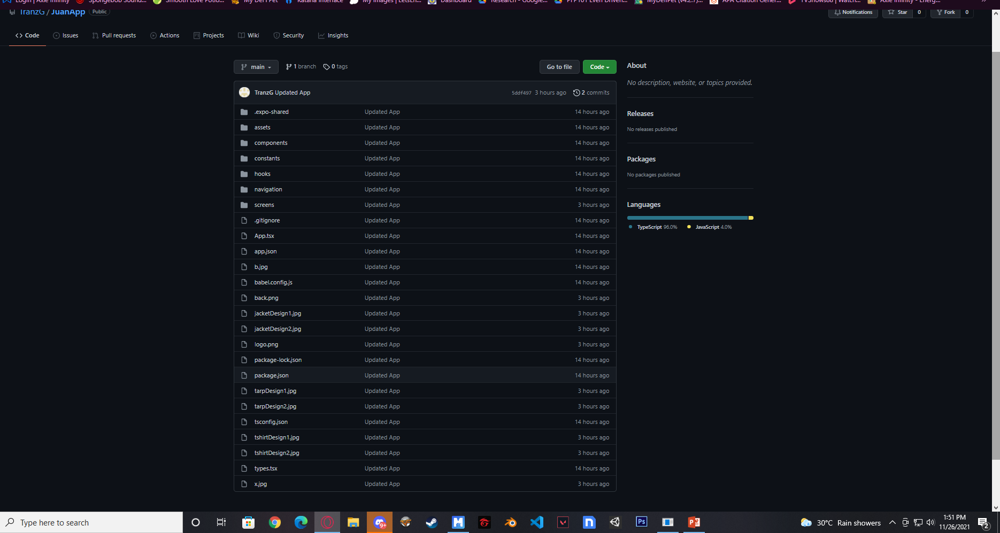 Login | Axie Infinity Spongebob Sound... Smooth Love Potio... My DeFi Pet Katana Interface My Images | LetsEn... Dashboard Research - Google... PTP101 Even Driven... MyDefiPet (v4.2.7)... APA Citation Gener... TVShows88 | Watch... Axie Infinity - Energ... »
TranzG / JuanApp Public Notifications Star 0 Fork 0
Code Issues Pull requests Actions Projects Wiki Security Insights
main 1 branch 0 tags Go to file Code
TranzG Updated App 5ddf497 3 hours ago 2 commits
.expo-shared Updated App 14 hours ago
assets Updated App 14 hours ago
components Updated App 14 hours ago
constants Updated App 14 hours ago
hooks Updated App 14 hours ago
navigation Updated App 14 hours ago
screens Updated App 3 hours ago
.gitignore Updated App 14 hours ago
App.tsx Updated App 14 hours ago
app.json Updated App 14 hours ago
b.jpg Updated App 14 hours ago
babel.config.js Updated App 14 hours ago
back.png Updated App 3 hours ago
jacketDesign1.jpg Updated App 3 hours ago
jacketDesign2.jpg Updated App 3 hours ago
logo.png Updated App 3 hours ago
package-lock.json Updated App 14 hours ago
package.json Updated App 14 hours ago
tarpDesign1.jpg Updated App 3 hours ago
tarpDesign2.jpg Updated App 3 hours ago
tsconfig.json Updated App 14 hours ago
tshirtDesign1.jpg Updated App 3 hours ago
tshirtDesign2.jpg Updated App 3 hours ago
types.tsx Updated App 14 hours ago
x.jpg Updated App 3 hours ago
About
No description, website, or topics provided.
Releases
No releases published
Packages
No packages published
Languages
TypeScript 96.0% JavaScript 4.0%
Type here to search 9+ Ps 30°C Rain showers 1:51 PM
11/26/2021 2